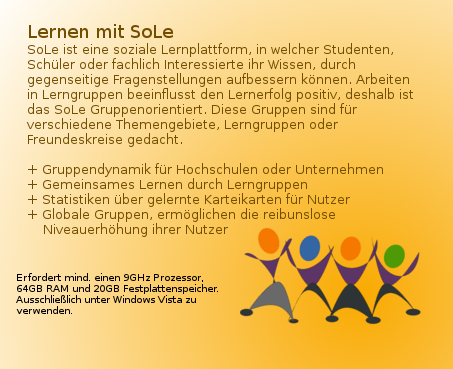 Lernen mit SoLe
SoLe ist eine soziale Lernplattform, in welcher Studenten,
Schüler oder fachlich Interessierte ihr Wissen, durch
gegenseitige Fragenstellungen aufbessern können. Arbeiten
in Lerngruppen beeinflusst den Lernerfolg positiv, deshalb ist
das SoLe Gruppenorientiert. Diese Gruppen sind für
verschiedene Themengebiete, Lerngruppen oder
Freundeskreise gedacht.
+ Gruppendynamik für Hochschulen oder Unternehmen
+ Gemeinsames Lernen durch Lerngruppen
+ Statistiken über gelernte Karteikarten für Nutzer
+ Globale Gruppen, ermöglichen die reibunslose
Niveauerhöhung ihrer Nutzer
Erfordert mind. einen 9GHz Prozessor,
64GB RAM und 20GB Festplattenspeicher.
Ausschließlich unter Windows Vista zu
verwenden.